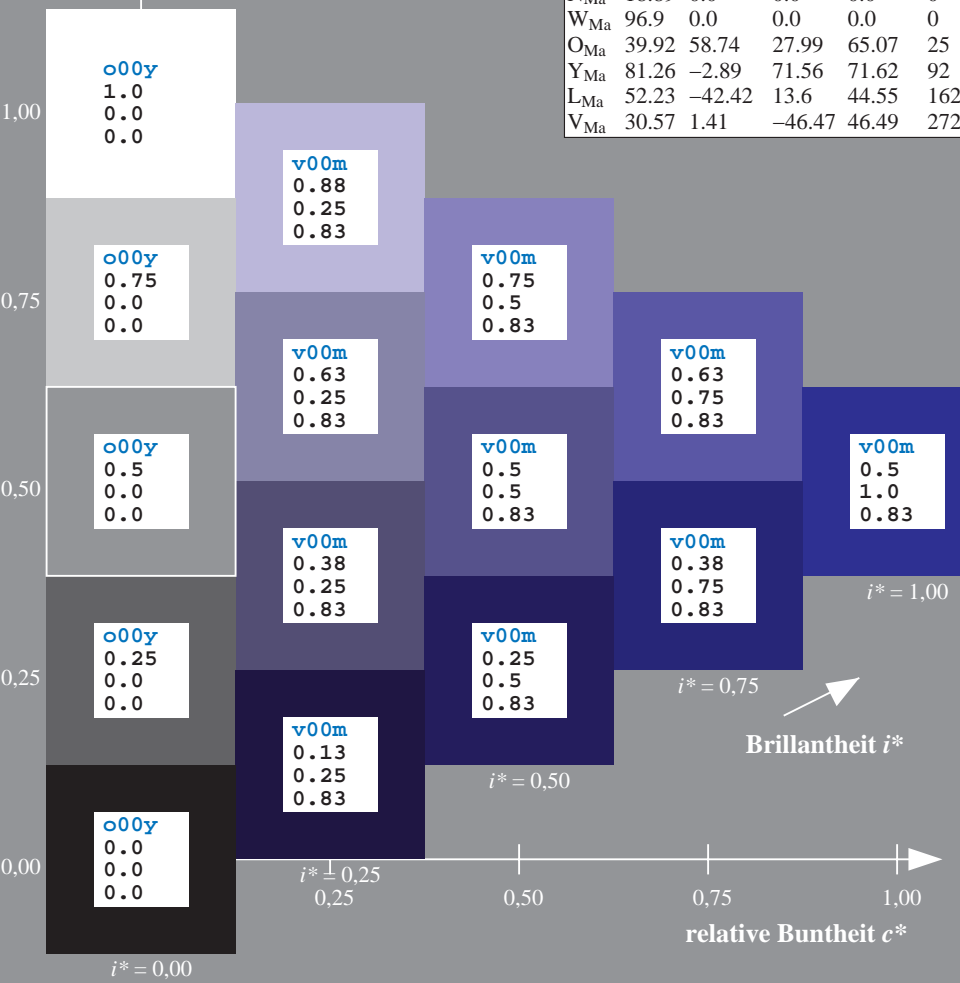 W_Ma 96.9 0.0 0.0 0.0 0
O_Ma 39.92 58.74 27.99 65.07 25
Y_Ma 81.26 –2.89 71.56 71.62 92
L_Ma 52.23 –42.42 13.6 44.55 162
V_Ma 30.57 1.41 –46.47 46.49 272
o00y
1.0
0.0
0.0
1,00
v00m
0.88
0.25
0.83
o00y
0.75
0.0
0.0
v00m
0.75
0.5
0.83
0,75
v00m
0.63
0.25
0.83
v00m
0.63
0.75
0.83
o00y
0.5
0.0
0.0
v00m
0.5
0.5
0.83
v00m
0.5
1.0
0.83
0,50
v00m
0.38
0.25
0.83
v00m
0.38
0.75
0.83
i* = 1,00
o00y
0.25
0.0
0.0
v00m
0.25
0.5
0.83
0,25
i* = 0,75
v00m
0.13
0.25
0.83
Brillantheit i*
i* = 0,50
o00y
0.0
0.0
0.0
0,00
i* = 0,25
0,25 0,50 0,75 1,00
relative Buntheit c*
i* = 0,00